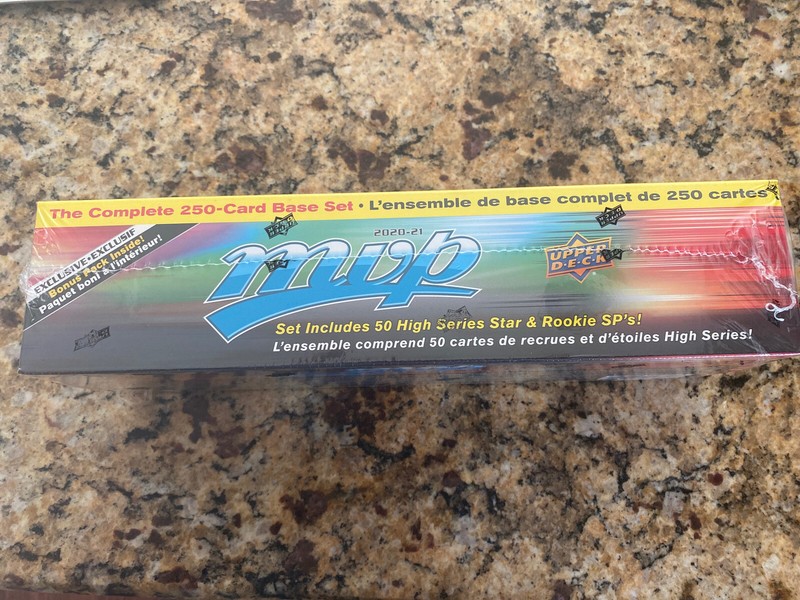 The Complete 250-Card Base Set • L'ensemble de base complet de 250 cartes
EXCLUSIVE•EXCLUSIF
Bonus Pack Inside!
Paquet boni à l'intérieur!
2020-21
mvp
UPPER
D•E•C•K
Set Includes 50 High Series Star & Rookie SP's!
L'ensemble comprend 50 cartes de recrues et d'étoiles High Series!